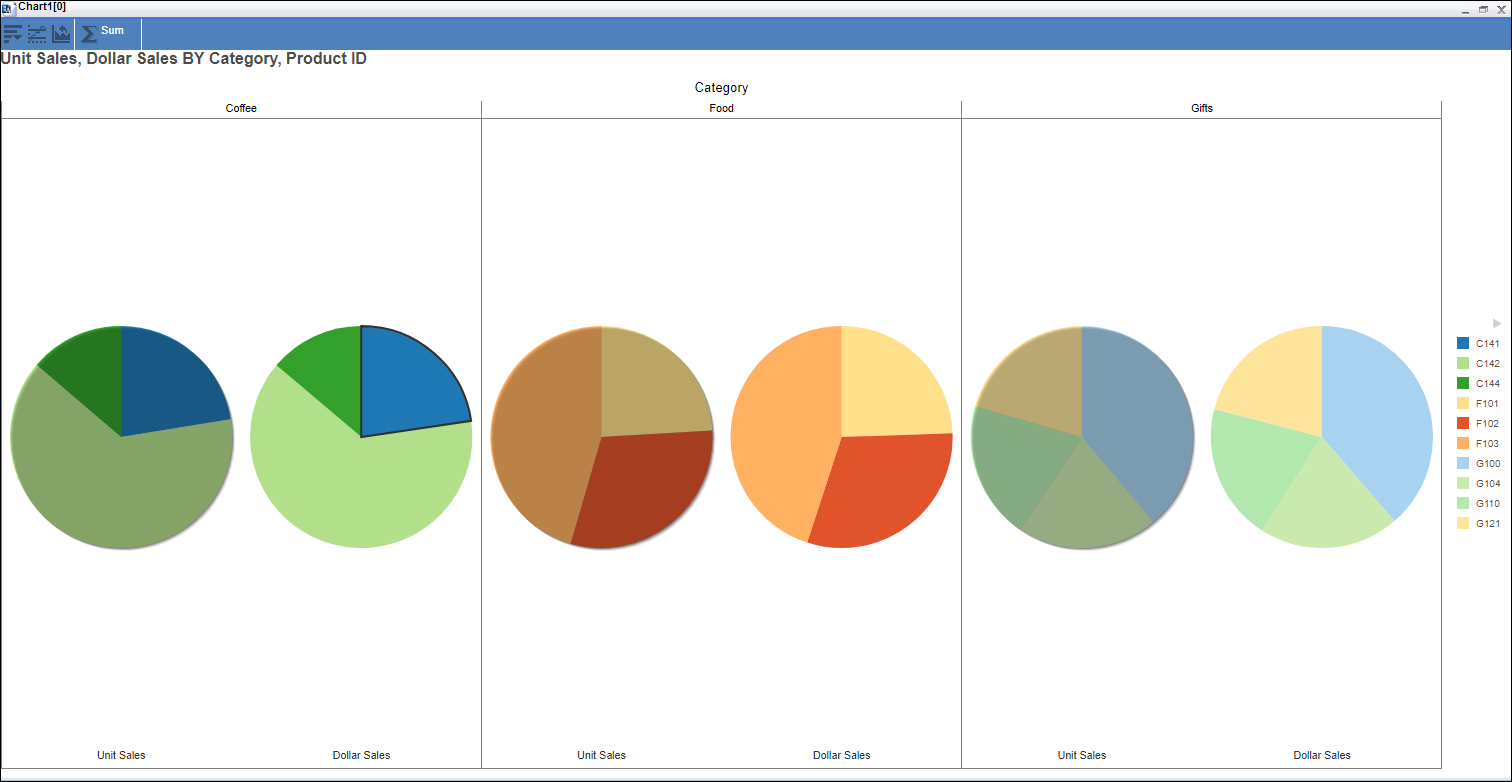 Chart1[0]
Sum
Unit Sales, Dollar Sales BY Category, Product ID
Category
Coffee Food Gifts
C141
C142
C144
F101
F102
F103
G100
G104
G110
G121
Unit Sales Dollar Sales Unit Sales Dollar Sales Unit Sales Dollar Sales